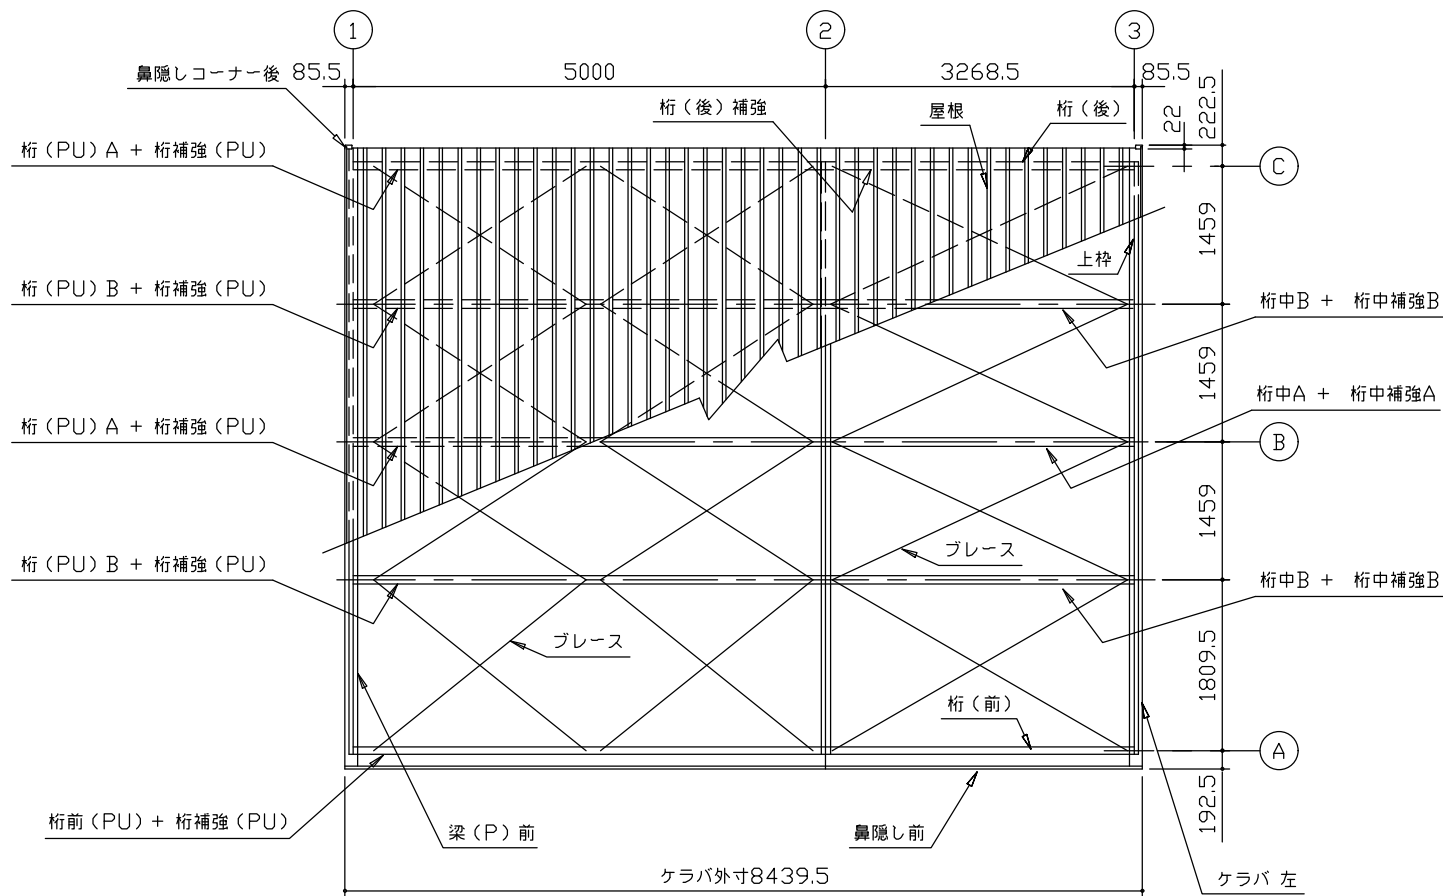 1
2
3
鼻隠しコーナー後
85.5
5000
3268.5
85.5
222.5
22
桁（後）補強
屋根
桁（後）
桁（PU）A + 桁補強（PU）
C
1459
上枠
桁（PU）B + 桁補強（PU）
桁中B + 桁中補強B
1459
桁中A + 桁中補強A
桁（PU）A + 桁補強（PU）
B
1459
ブレース
桁（PU）B + 桁補強（PU）
桁中B + 桁中補強B
ブレース
1809.5
桁（前）
A
192.5
桁前（PU）+ 桁補強（PU）
梁（P）前
鼻隠し前
ケラバ外寸8439.5
ケラバ 左